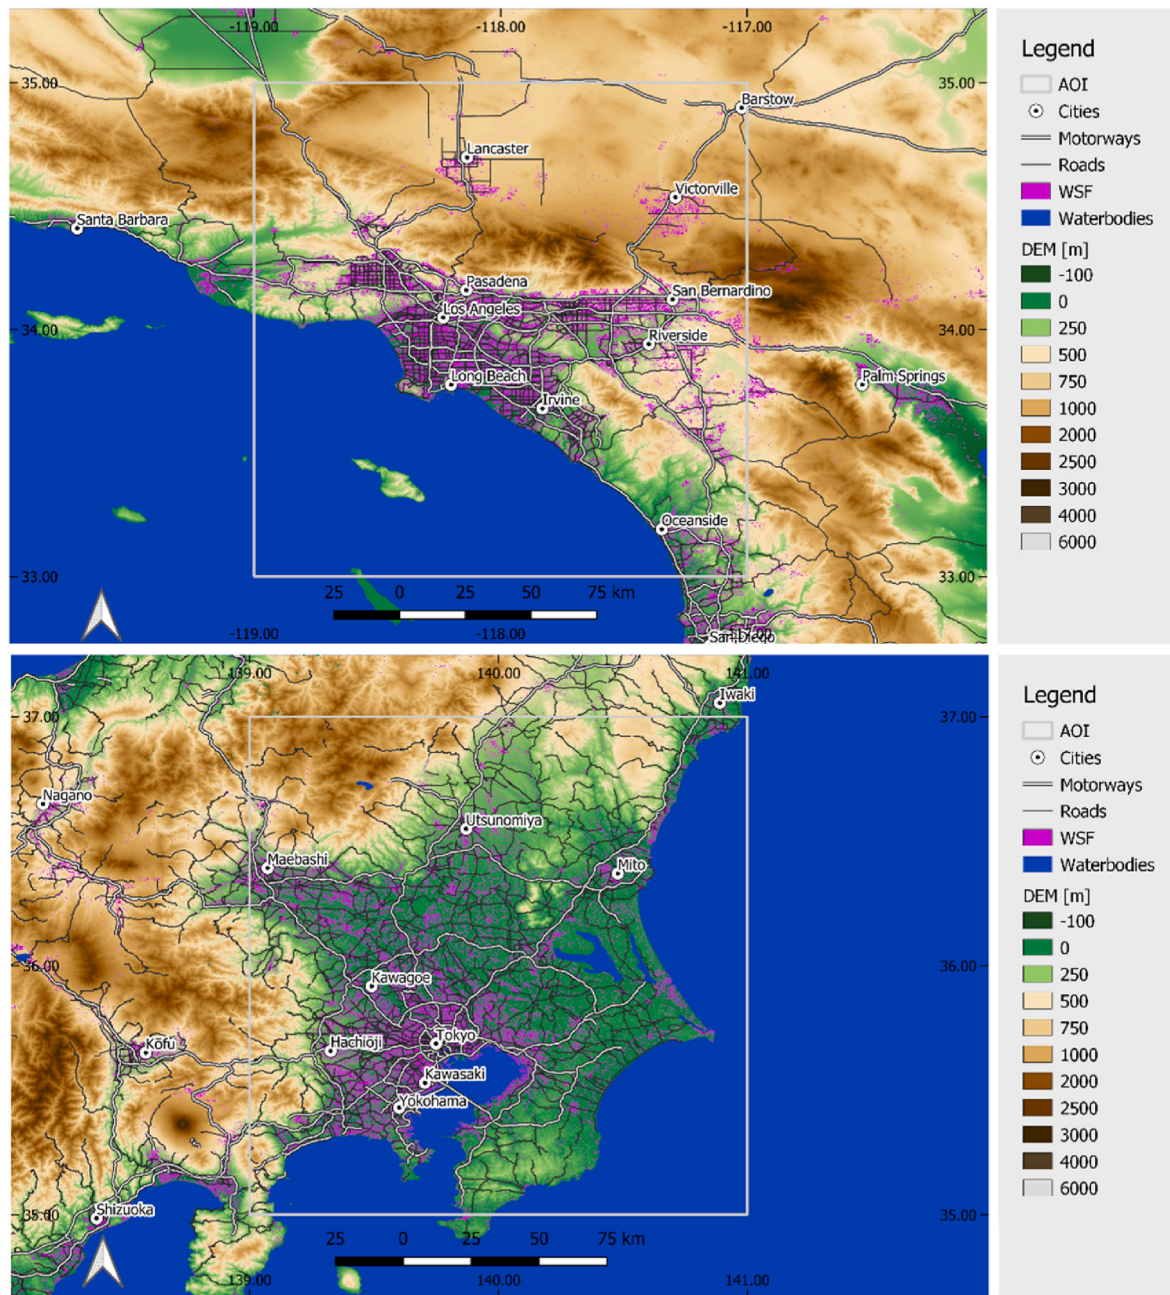 -119.00 -118.00 -117.00
35.00 35.00
Barstow
Lancaster
Victorville
Santa Barbara
Pasadena
San Bernardino
Los Angeles
34.00 34.00
Riverside
Long Beach
Palm Springs
Irvine
Oceanside
33.00 33.00
25 0 25 50 75 km
-119.00 -118.00 -117.00
San Diego
Legend
AOI
Cities
Motorways
Roads
WSF
Waterbodies
DEM [m]
-100
0
250
500
750
1000
2000
2500
3000
4000
6000
139.00 140.00 141.00
Iwaki
37.00 37.00
Nagano
Utsunomiya
Maebashi
Mito
36.00 36.00
Kawagoe
Tokyo
Hachiōji
Kōfu
Kawasaki
Yokohama
Shizuoka
35.00 35.00
25 0 25 50 75 km
139.00 140.00 141.00
Legend
AOI
Cities
Motorways
Roads
WSF
Waterbodies
DEM [m]
-100
0
250
500
750
1000
2000
2500
3000
4000
6000